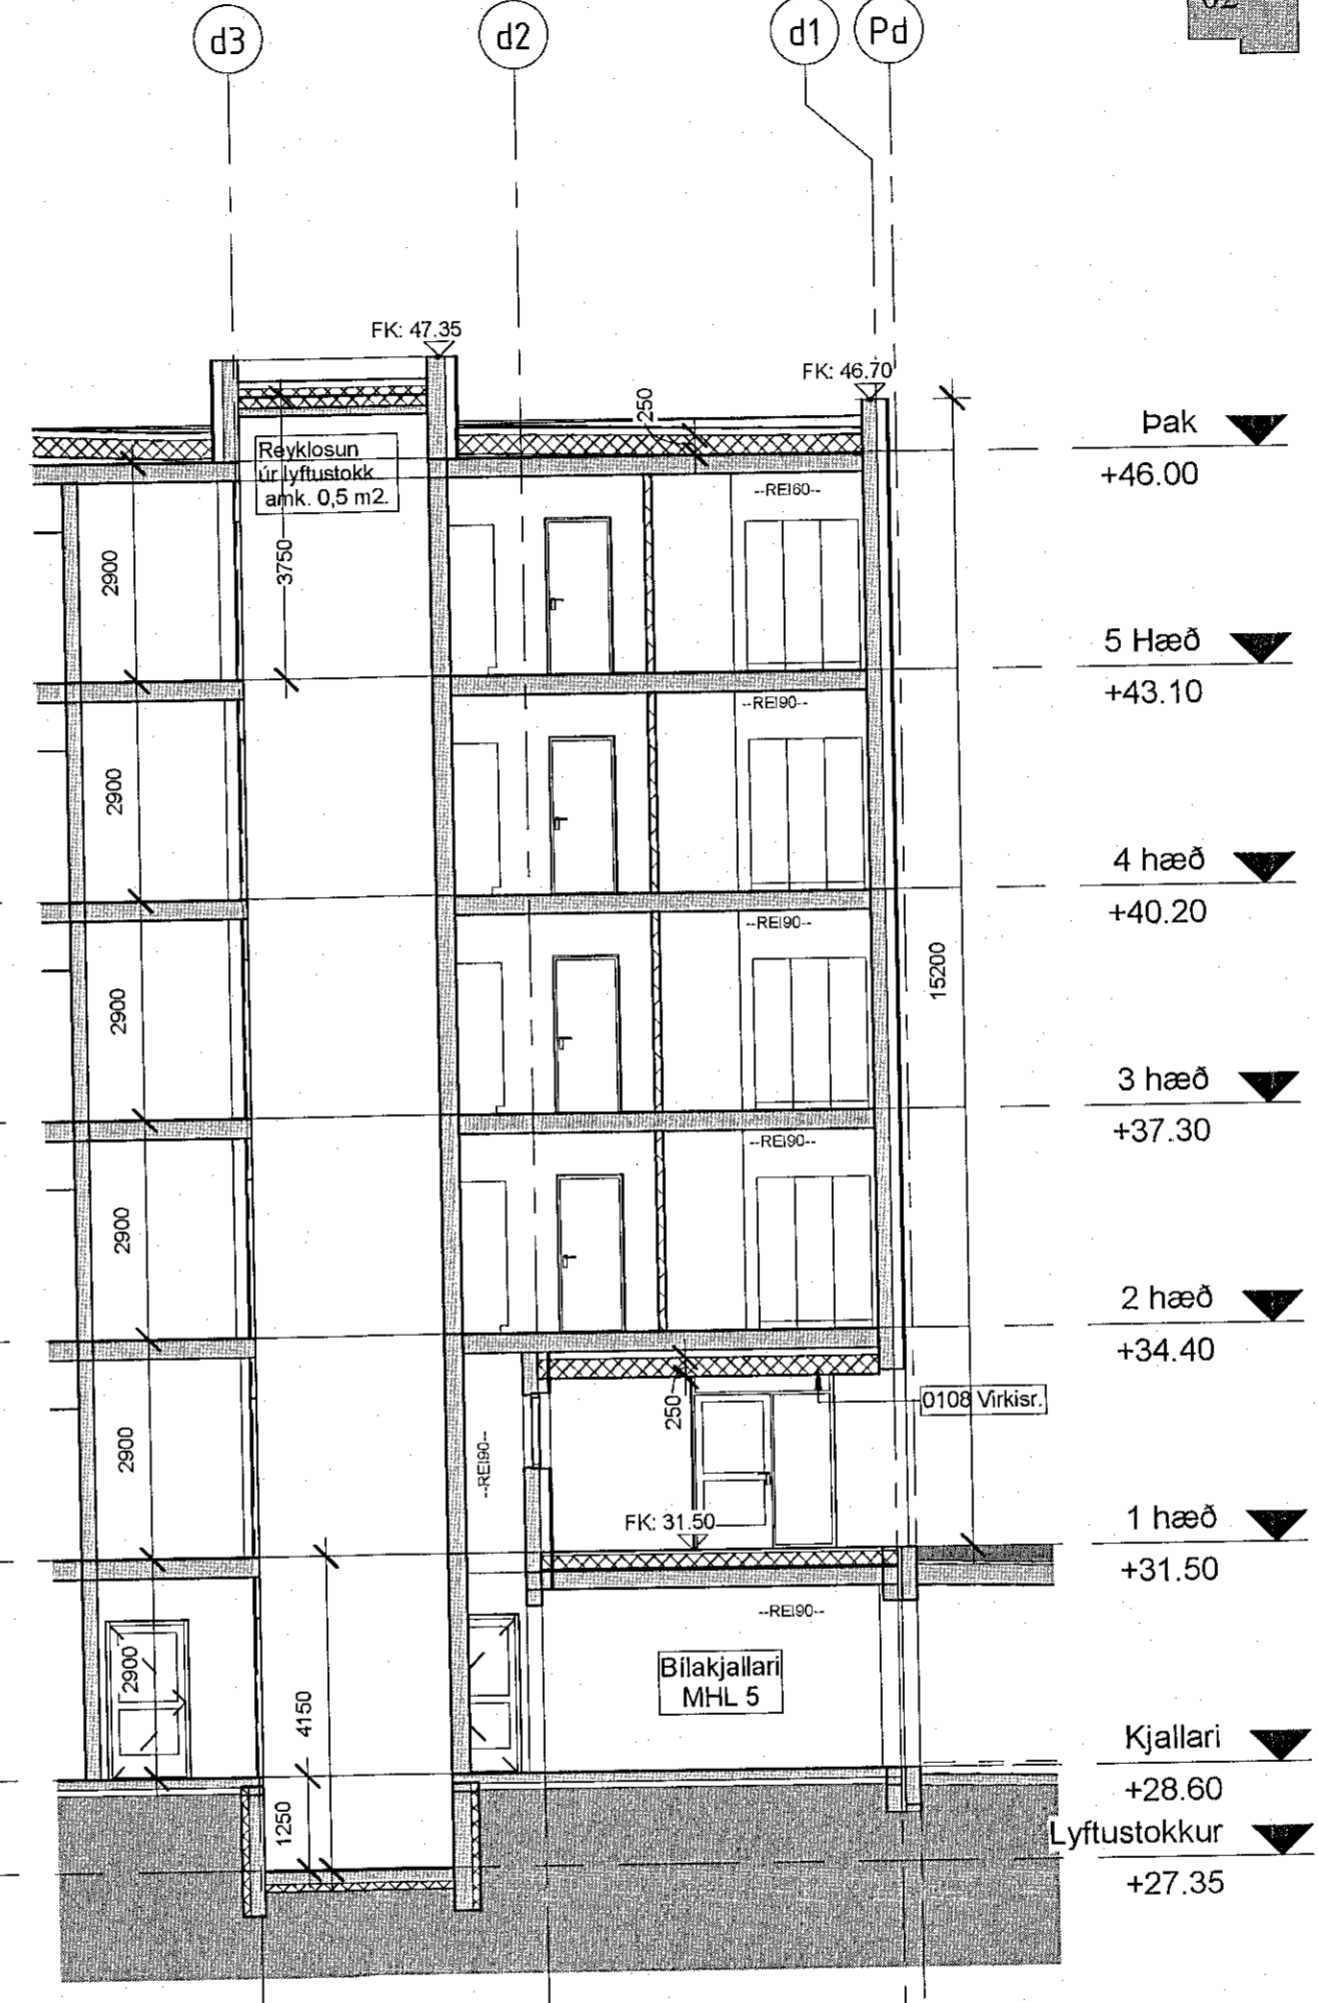 d3
d2
d1
Pd
02
FK: 47.35
FK: 46.70
250
Þak
+46.00
Reyklosun
úr lyftustokk
amk. 0,5 m2.
--REI60--
2900
3750
5 Hæð
+43.10
--REI90--
2900
4 hæð
+40.20
--REI90--
2900
15200
3 hæð
+37.30
--REI90--
2900
2 hæð
+34.40
250
0108 Virkisr.
2900
--REI90--
FK: 31.50
1 hæð
+31.50
--REI90--
2900
Bílakjallari
MHL 5
4150
Kjallari
+28.60
1250
Lyftustokkur
+27.35